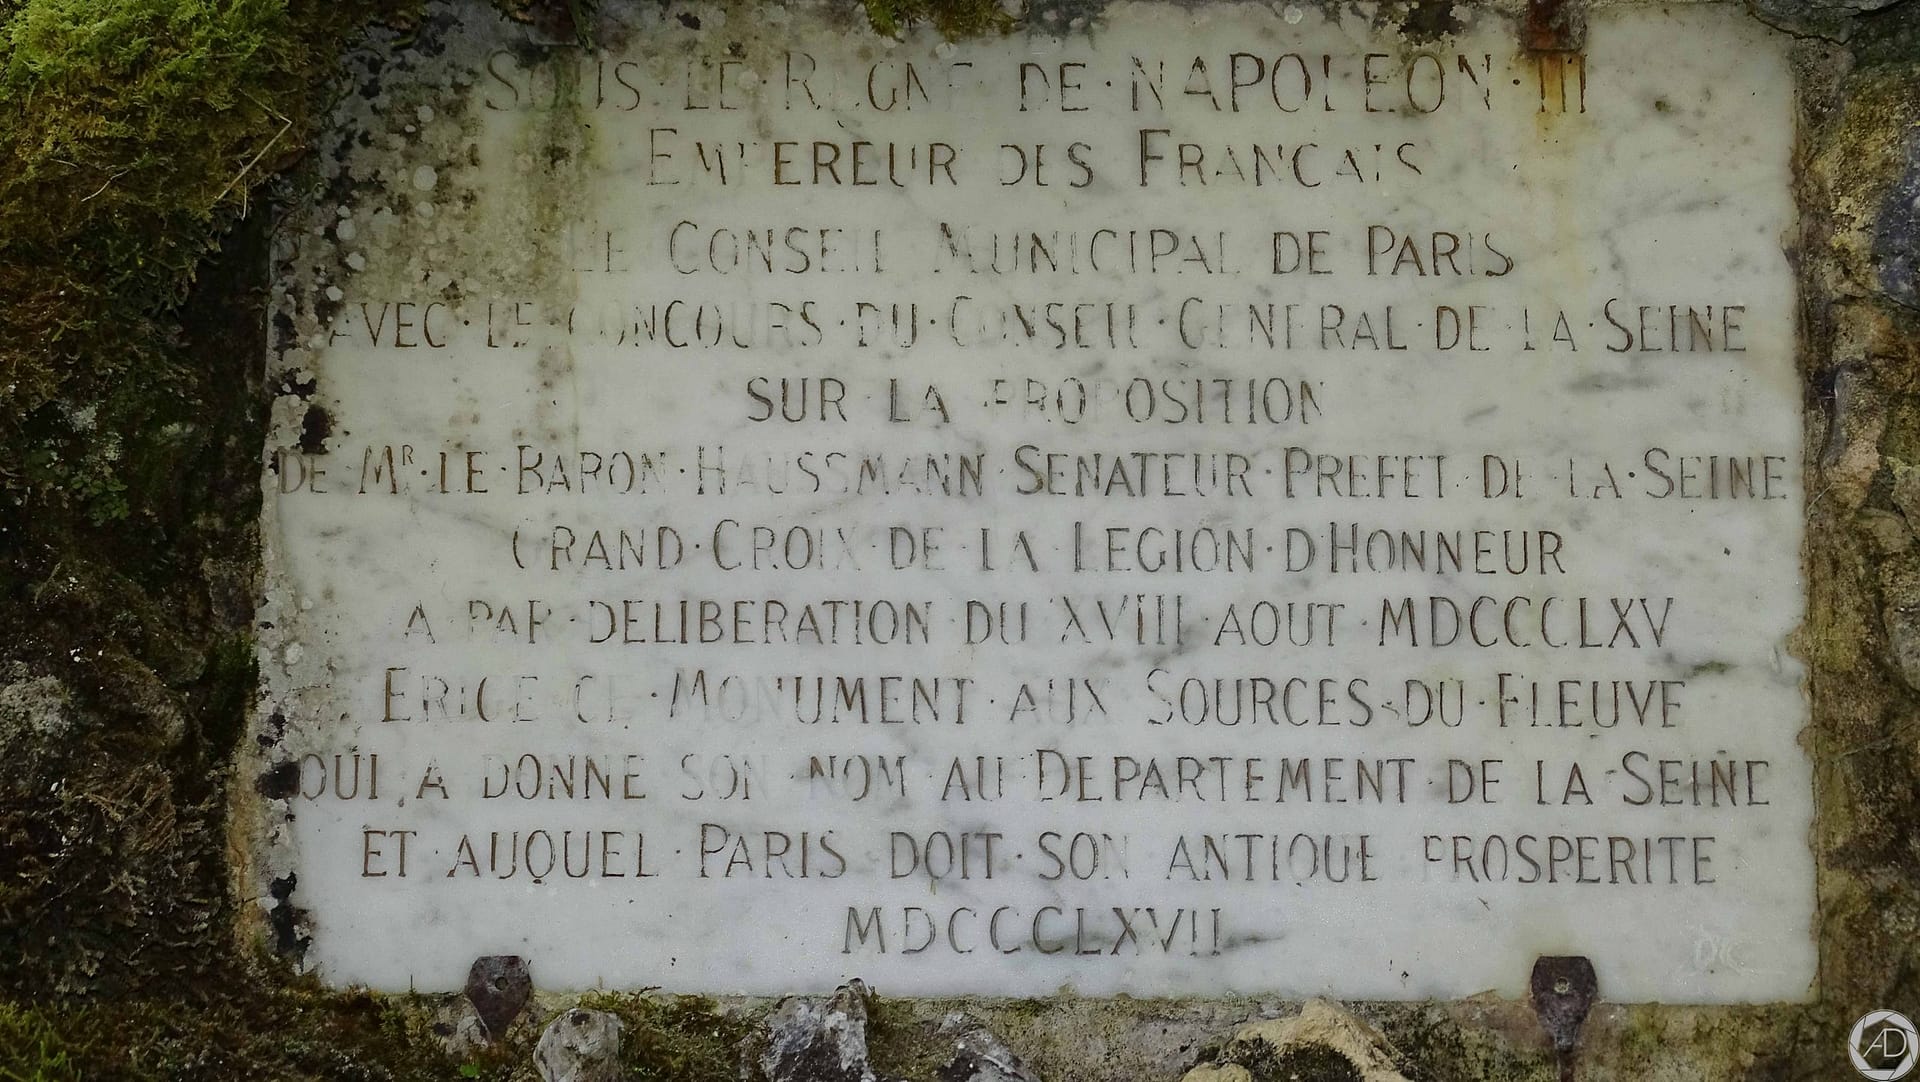 SOUS · LE · REGNE DE · NAPOLEON · III
EMPEREUR DES FRANCAIS
LE CONSEIL MUNICIPAL DE PARIS
AVEC · LE · CONCOURS · DU · CONSEIL · GENERAL · DE · LA · SEINE
SUR LA PROPOSITION
DE MR · LE · BARON · HAUSSMANN SENATEUR · PREFET DE · LA · SEINE
GRAND · CROIX DE LA LEGION · D'HONNEUR
A PAR · DELIBERATION DU XVIII AOUT MDCCCLXV
ERIGE CE · MONUMENT · AUX SOURCES · DU · FLEUVE
QUI A DONNE SON NOM AU DEPARTEMENT · DE LA SEINE
ET AUQUEL · PARIS DOIT · SON ANTIQUE PROSPERITE
MDCCCLXVII
AD